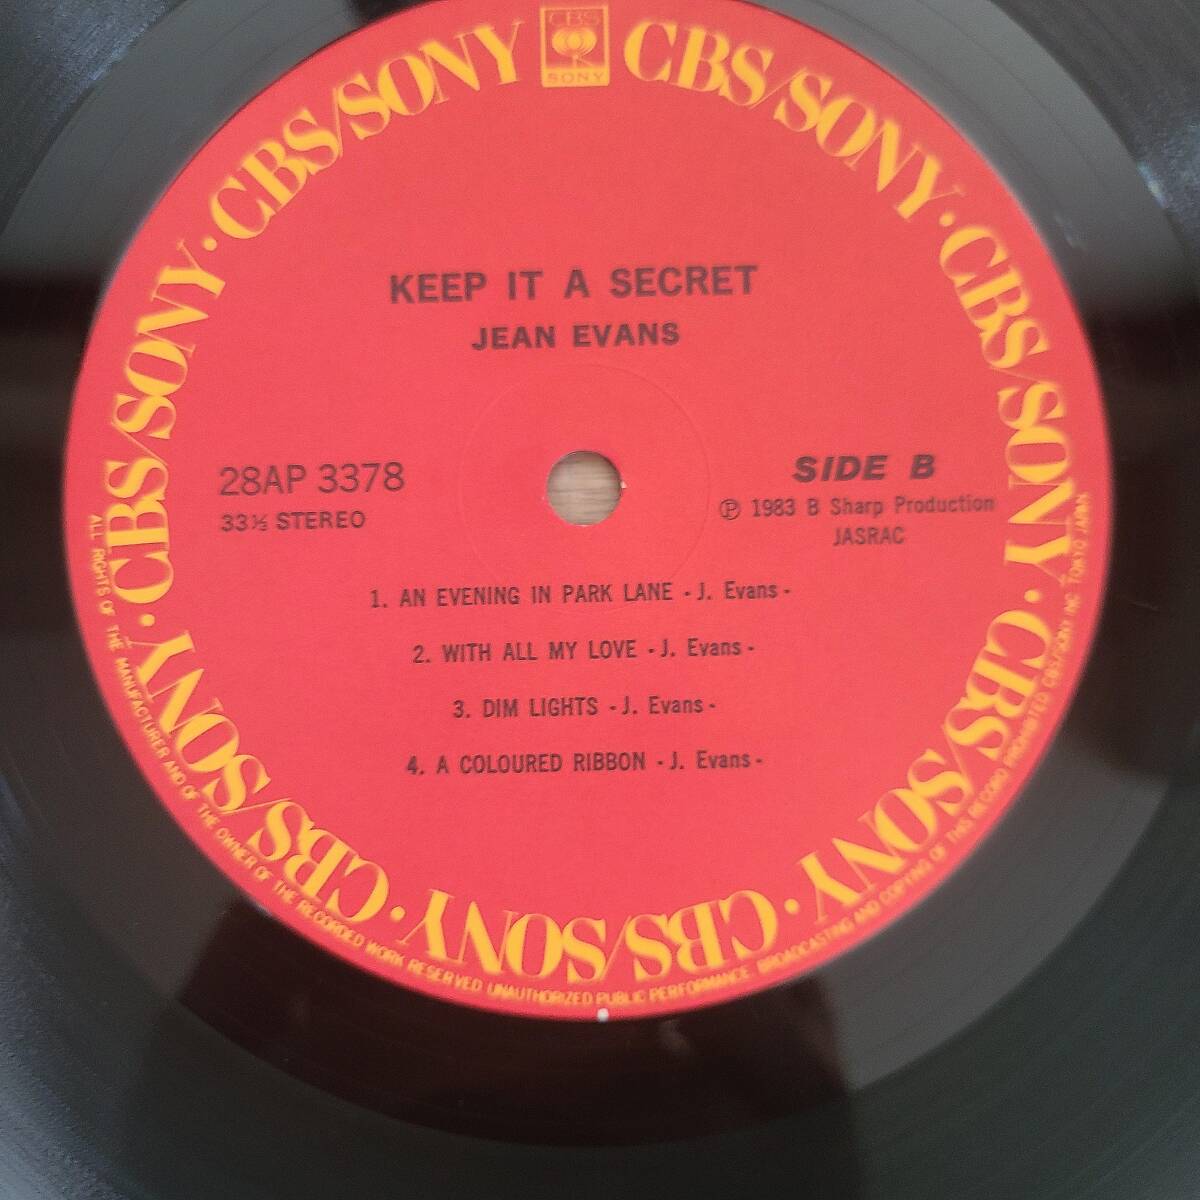 CBS
SONY
CBS/SONY · CBS/SONY · CBS/SONY · CBS/SONY · CBS/SONY · CBS/SONY · CBS/SONY · CBS/SONY
KEEP IT A SECRET
JEAN EVANS
28AP 3378
33⅓ STEREO
SIDE B
Ⓟ 1983 B Sharp Production
JASRAC
1. AN EVENING IN PARK LANE - J. Evans -
2. WITH ALL MY LOVE - J. Evans -
3. DIM LIGHTS - J. Evans -
4. A COLOURED RIBBON - J. Evans -
ALL RIGHTS OF THE MANUFACTURER AND OF THE OWNER OF THE RECORDED WORK RESERVED UNAUTHORIZED PUBLIC PERFORMANCE BROADCASTING AND COPYING OF THIS RECORD PROHIBITED CBS/SONY INC TOKYO JAPAN